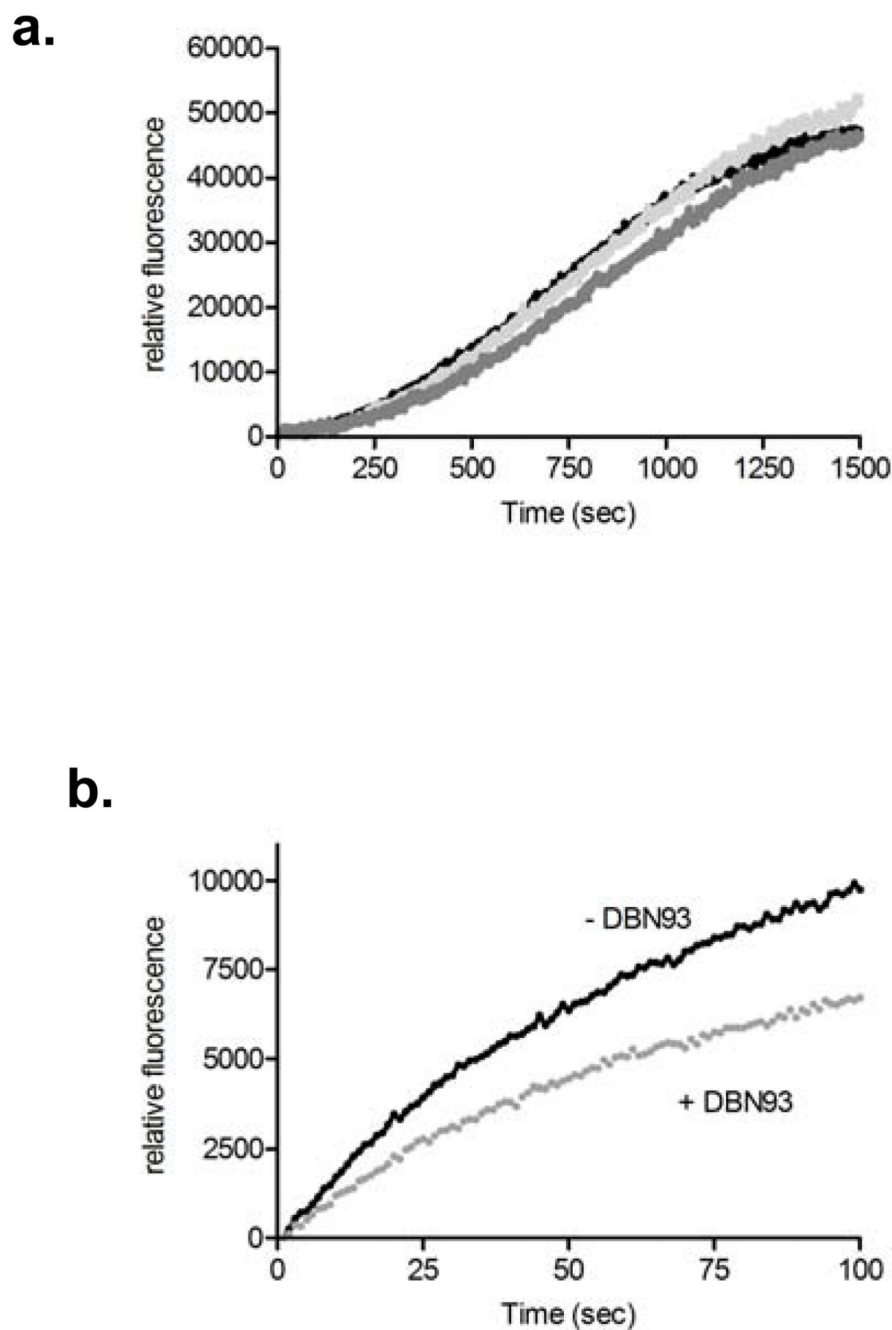 a.
60000
50000
40000
30000
20000
10000
0
relative fluorescence
0 250 500 750 1000 1250 1500
Time (sec)
b.
10000
7500
5000
2500
0
relative fluorescence
- DBN93
+ DBN93
0 25 50 75 100
Time (sec)